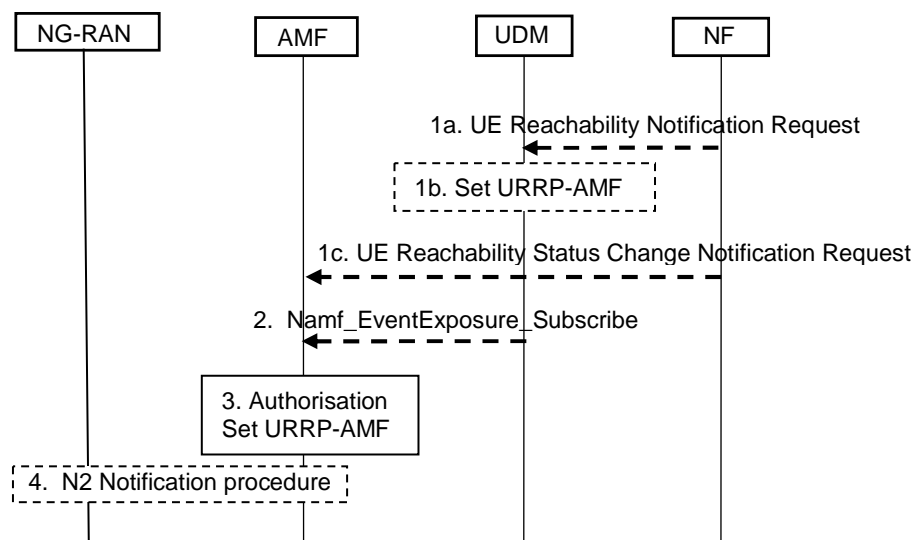 NG-RAN
AMF
UDM
NF
1a. UE Reachability Notification Request
1b. Set URRP-AMF
1c. UE Reachability Status Change Notification Request
2. Namf_EventExposure_Subscribe
3. Authorisation
Set URRP-AMF
4. N2 Notification procedure